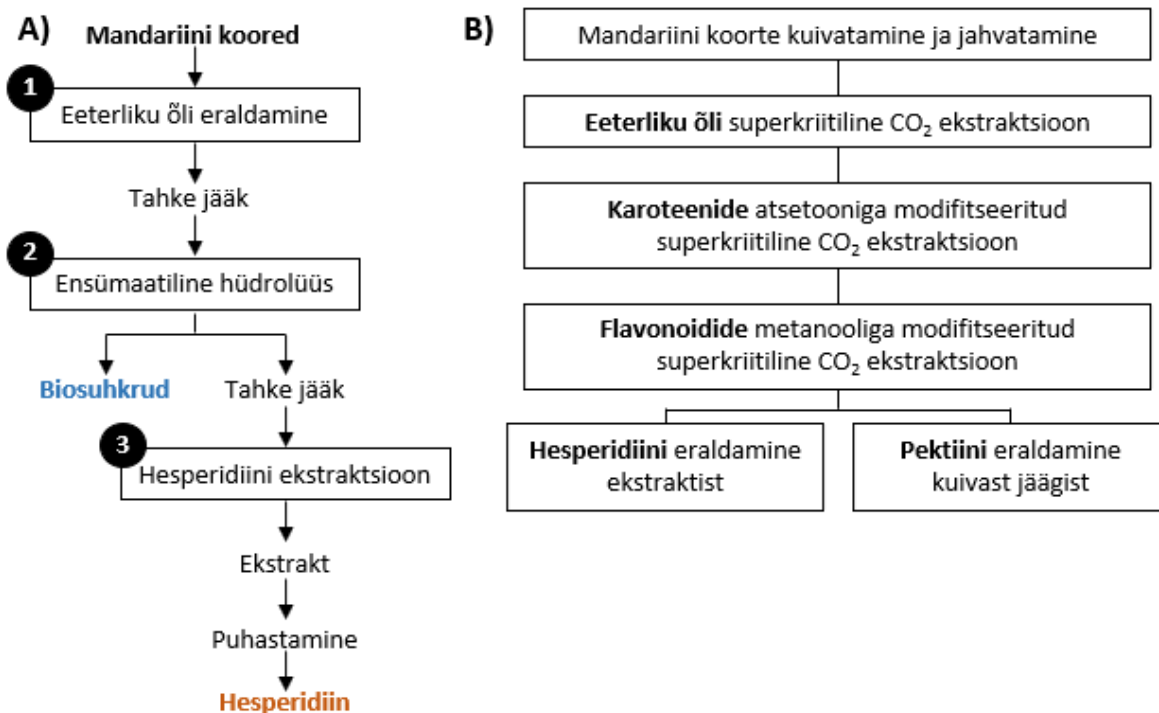 A)
Mandariini koored
1
Eeterliku õli eraldamine
Tahke jääk
2
Ensümaatiline hüdrolüüs
Biosuhkrud
Tahke jääk
3
Hesperidiini ekstraktsioon
Ekstrakt
Puhastamine
Hesperidiin
B)
Mandariini koorte kuivatamine ja jahvatamine
Eeterliku õli superkriitiline CO₂ ekstraktsioon
Karoteenide atsetooniga modifitseeritud
superkriitiline CO₂ ekstraktsioon
Flavonoidide metanooliga modifitseeritud
superkriitiline CO₂ ekstraktsioon
Hesperidiini eraldamine
ekstraktist
Pektiini eraldamine
kuivast jäägist